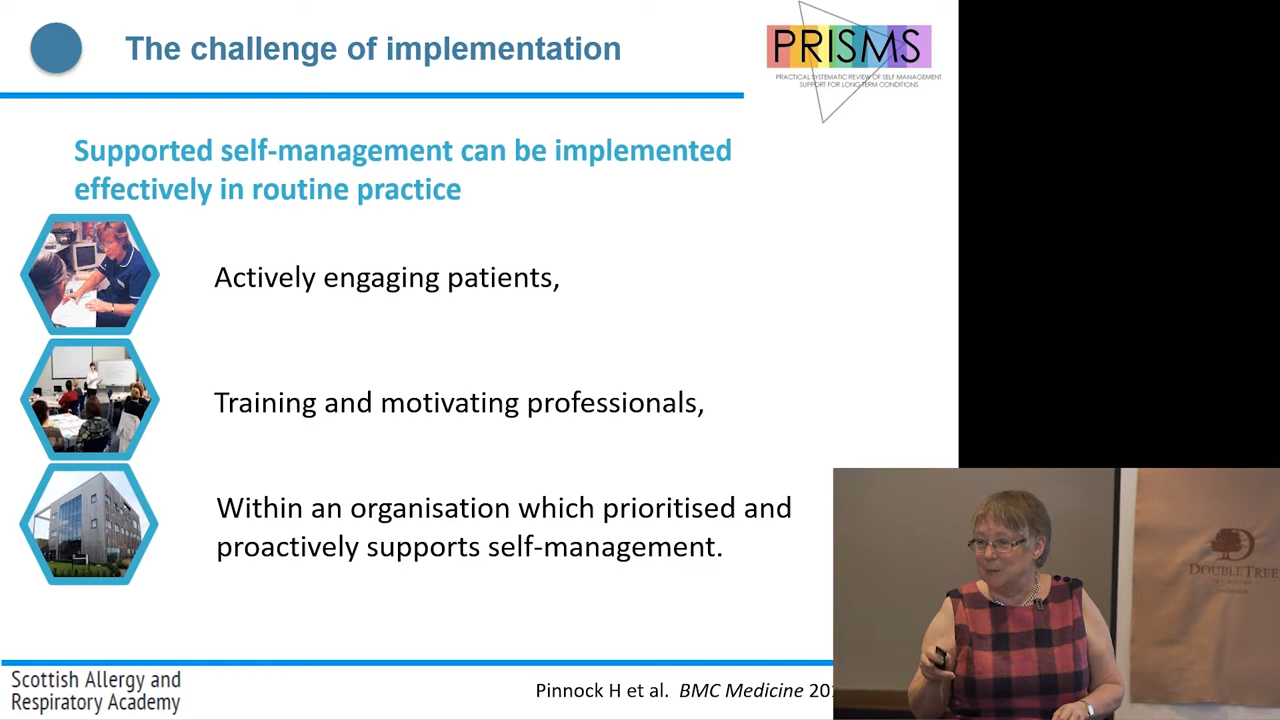 The challenge of implementation
PRISMS
PRACTICAL SYSTEMATIC REVIEW OF SELF MANAGEMENT
SUPPORT FOR LONG TERM CONDITIONS
Supported self-management can be implemented
effectively in routine practice
Actively engaging patients,
Training and motivating professionals,
Within an organisation which prioritised and
proactively supports self-management.
Scottish Allergy and
Respiratory Academy
Pinnock H et al. BMC Medicine
DOUBLETREE